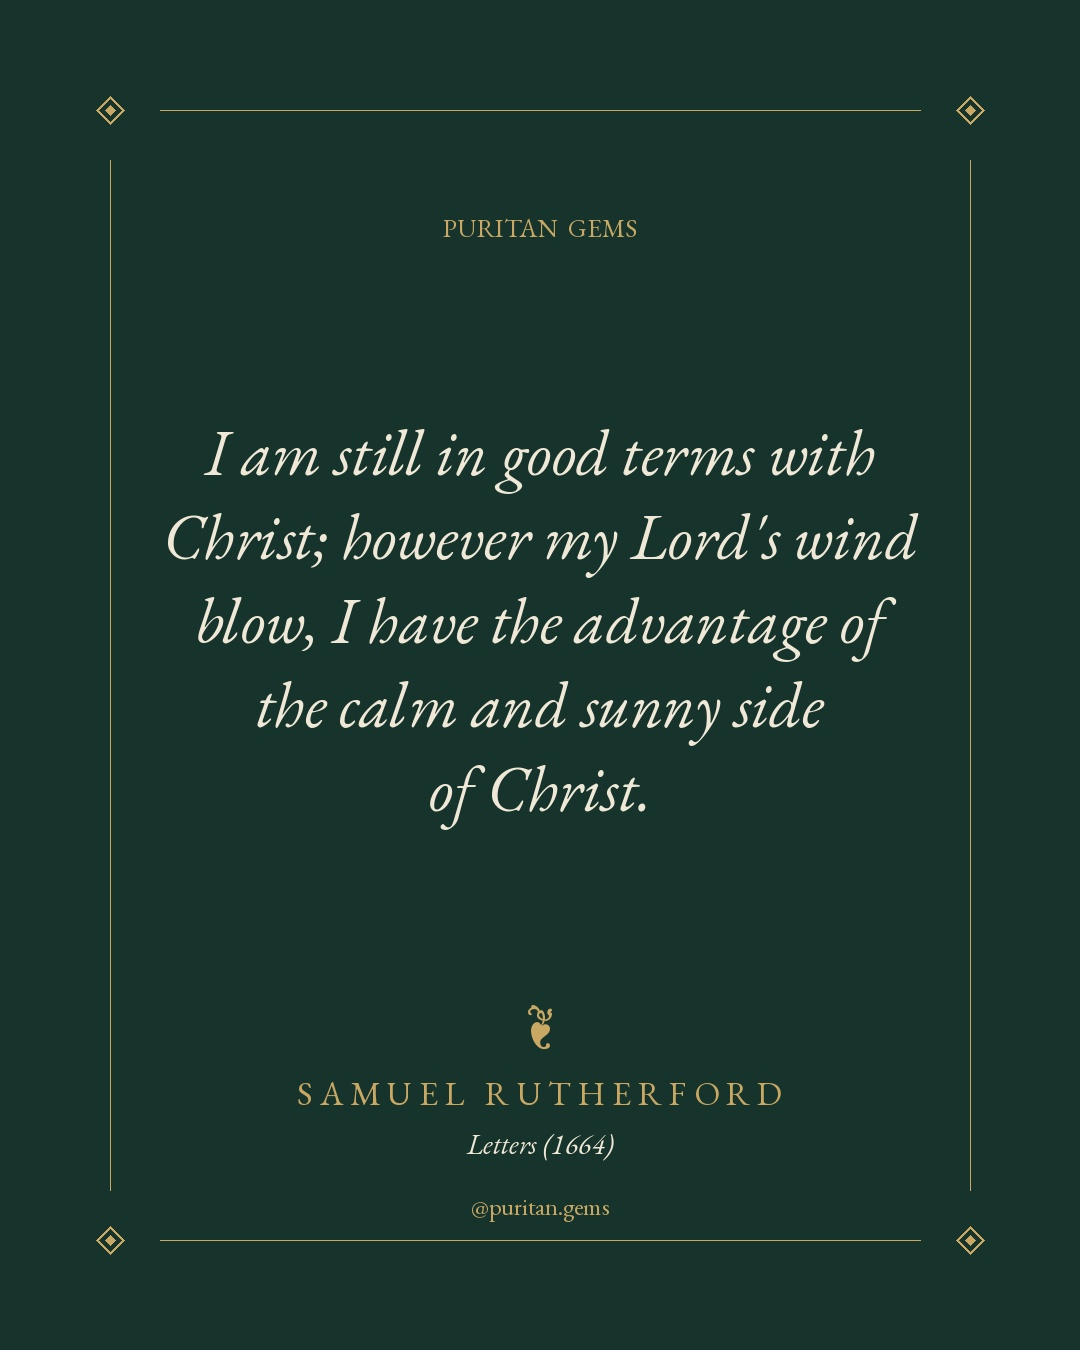 PURITAN GEMS
I am still in good terms with
Christ; however my Lord's wind
blow, I have the advantage of
the calm and sunny side
of Christ.
SAMUEL RUTHERFORD
Letters (1664)
@puritan.gems